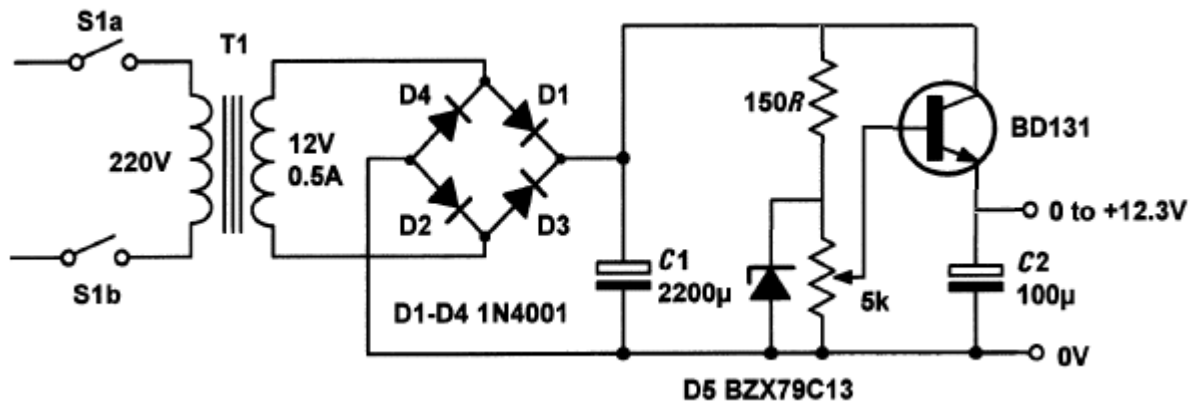 S1a
T1
D4
D1
150R
BD131
220V
12V
0.5A
0 to +12.3V
D2
D3
C1
2200μ
5k
C2
100μ
S1b
D1-D4 1N4001
0V
D5 BZX79C13